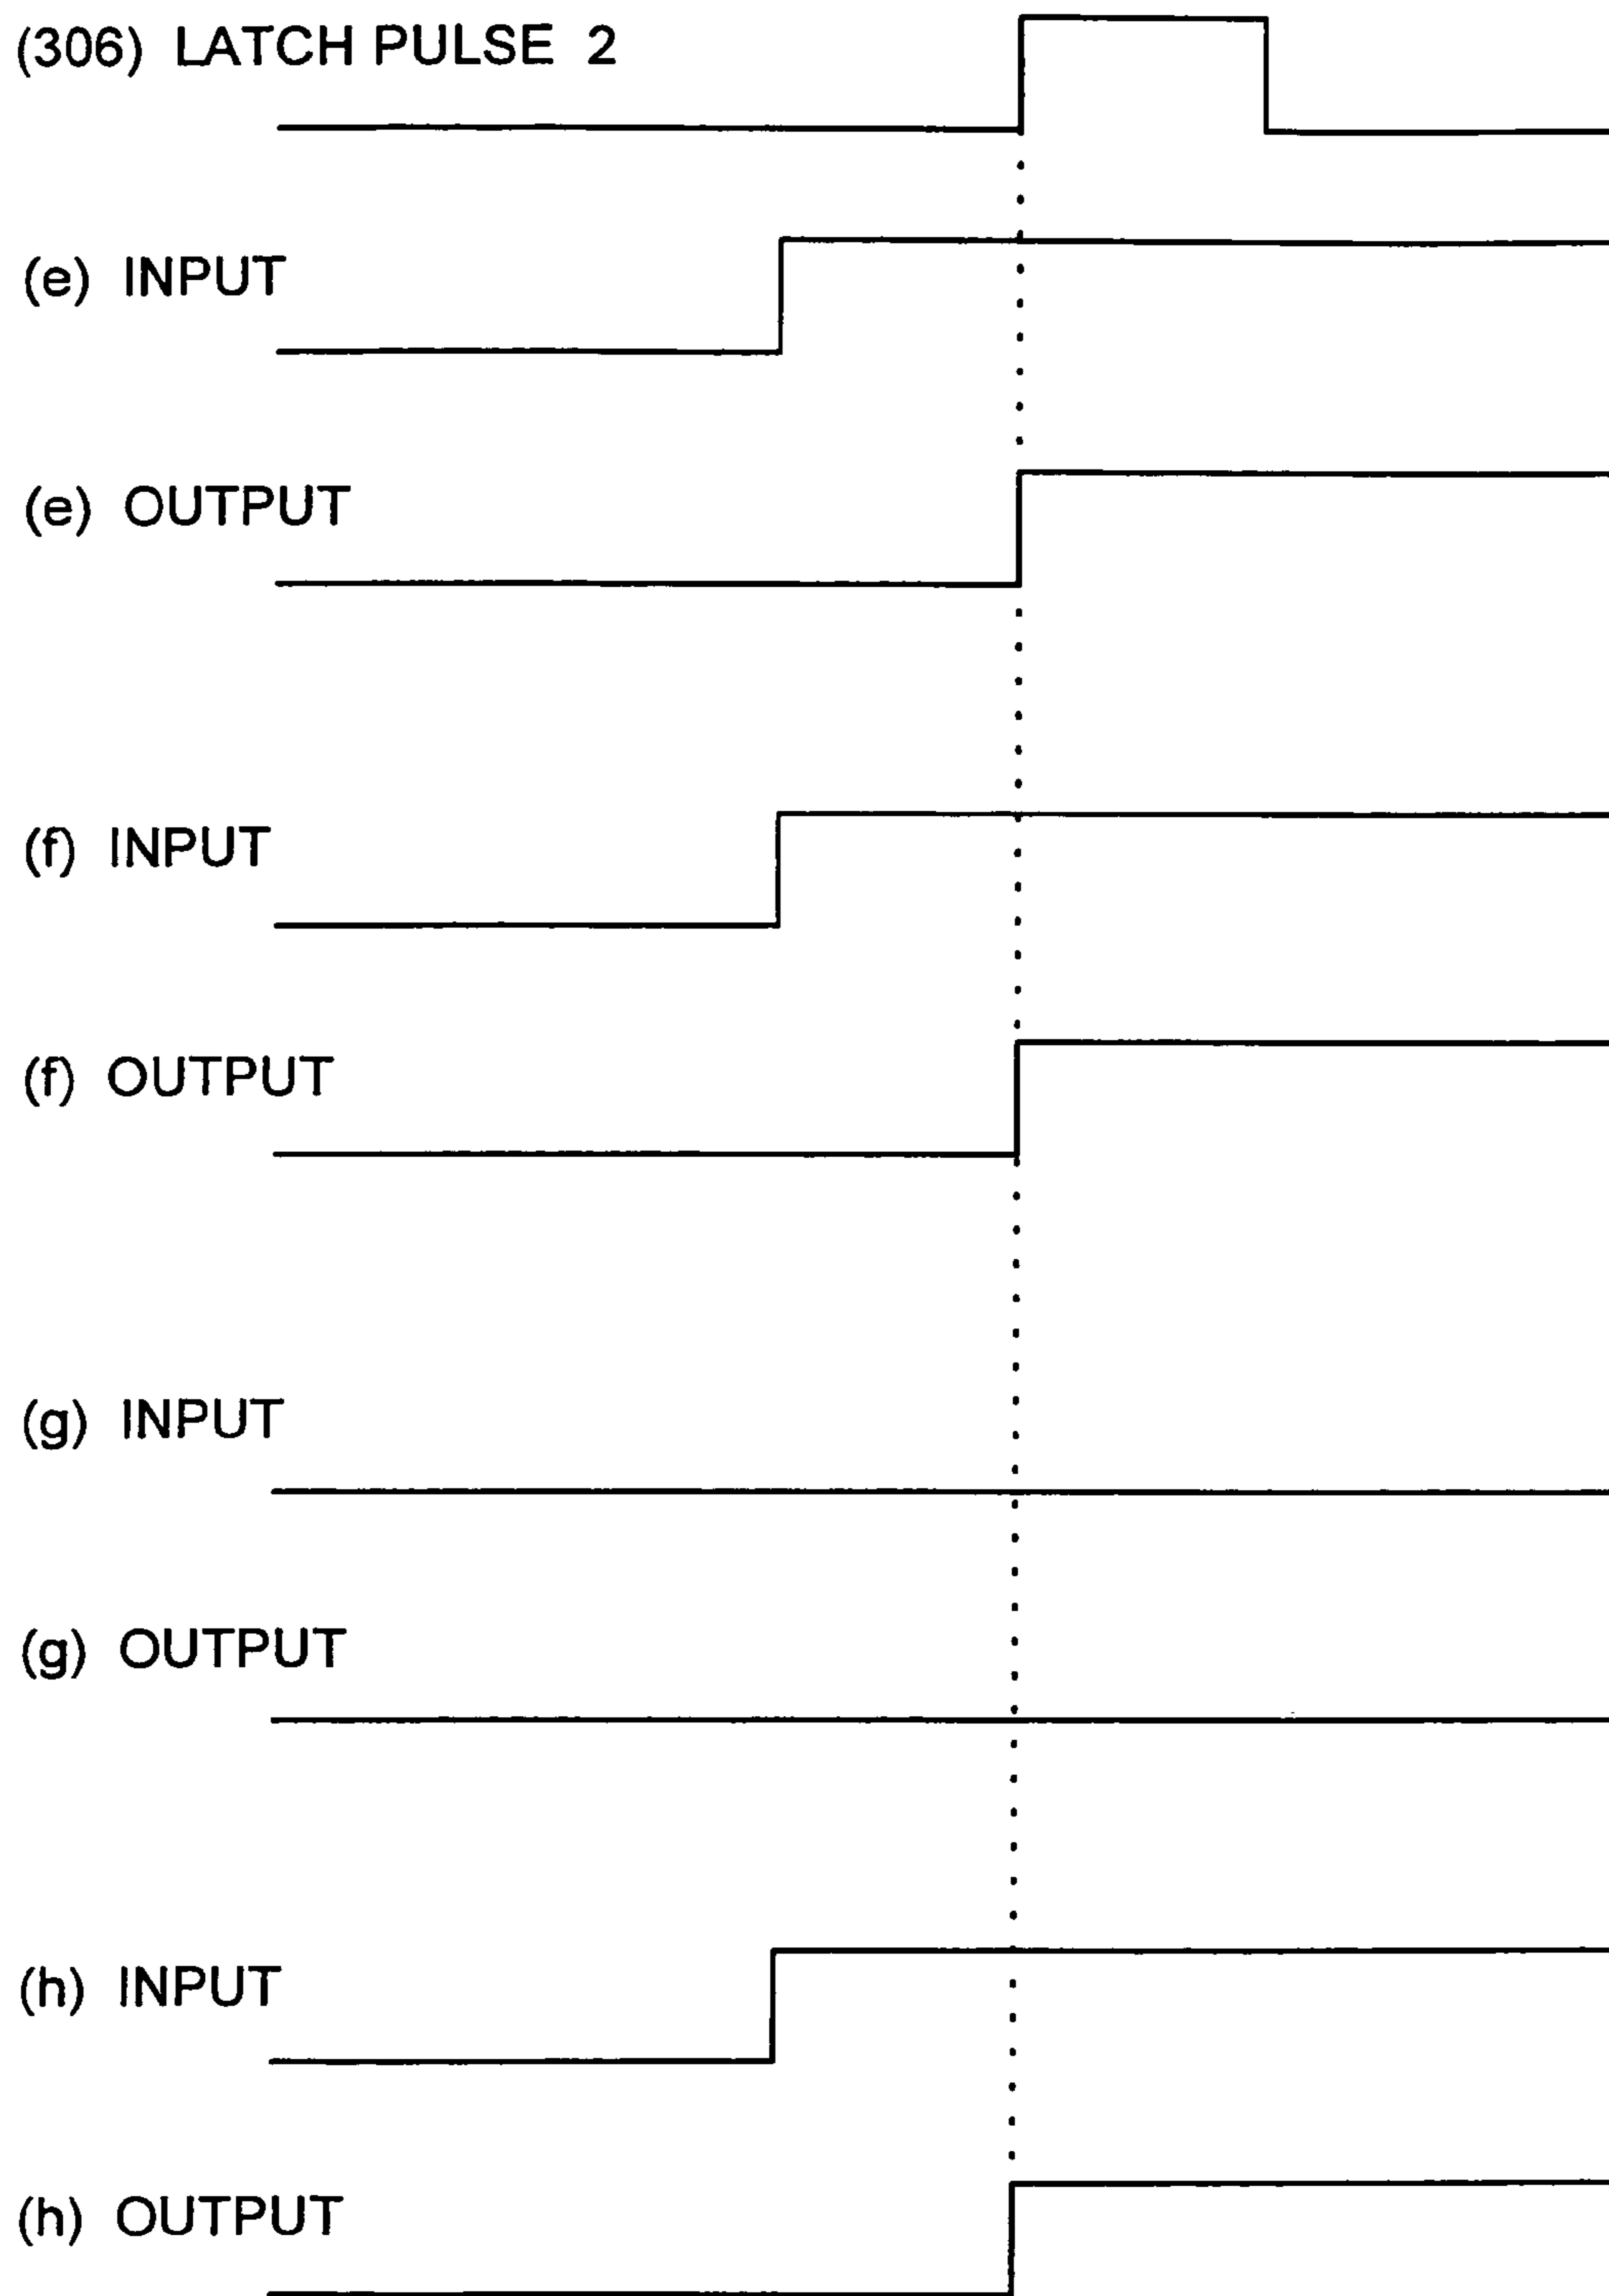 (306) LATCH PULSE 2
(e) INPUT
(e) OUTPUT
(f) INPUT
(f) OUTPUT
(g) INPUT
(g) OUTPUT
(h) INPUT
(h) OUTPUT